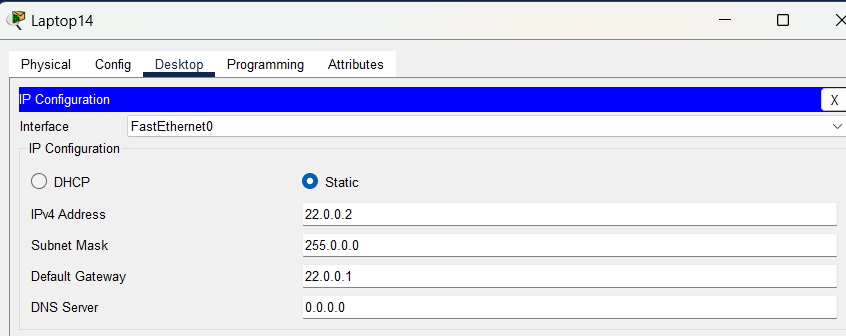 Laptop14
Physical Config Desktop Programming Attributes
IP Configuration X
Interface FastEthernet0
IP Configuration
DHCP Static
IPv4 Address 22.0.0.2
Subnet Mask 255.0.0.0
Default Gateway 22.0.0.1
DNS Server 0.0.0.0